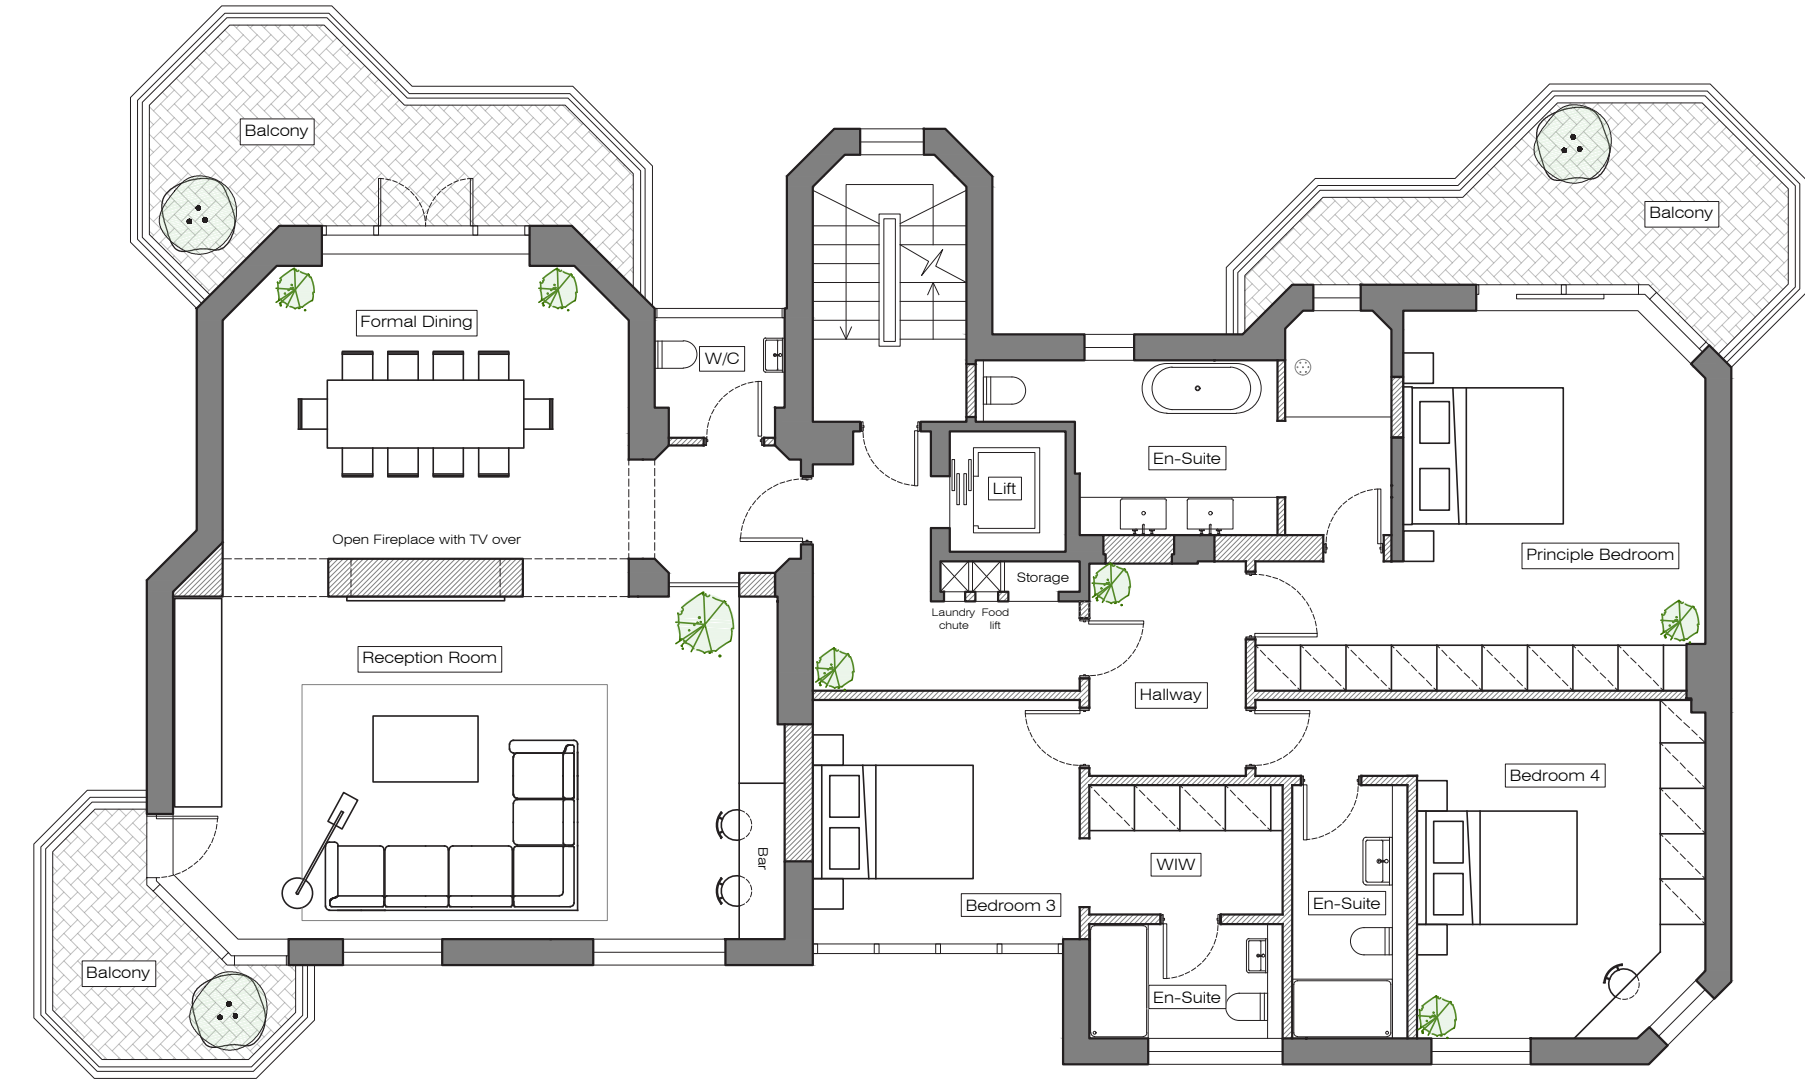 Balcony
Balcony
Formal Dining
W/C
En-Suite
Lift
Open Fireplace with TV over
Principle Bedroom
Storage
Laundry
chute
Food
lift
Reception Room
Hallway
Bedroom 4
Bar
WIW
Bedroom 3
En-Suite
Balcony
En-Suite